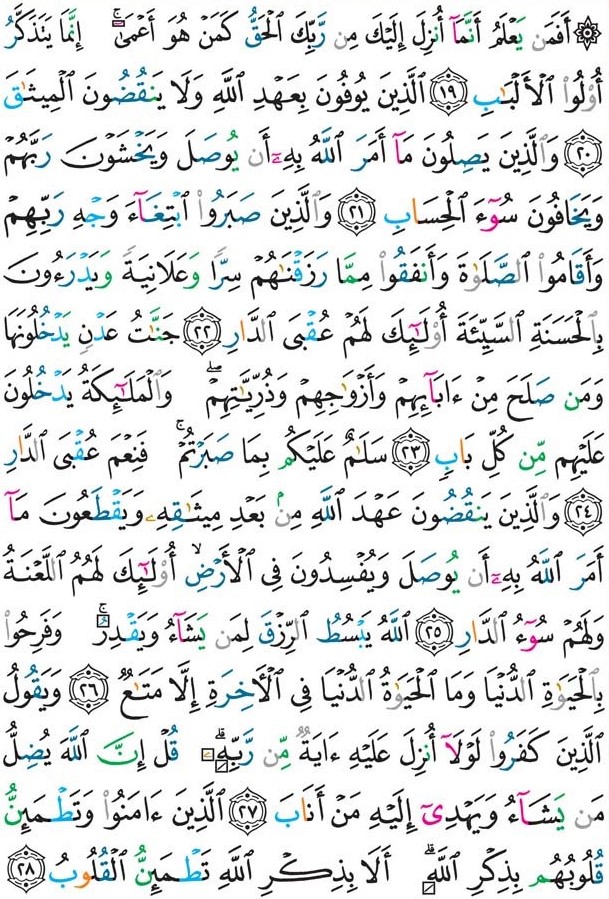 ۞ أَفَمَن يَعْلَمُ أَنَّمَآ أُنزِلَ إِلَيْكَ مِن رَّبِّكَ ٱلْحَقُّ كَمَنْ هُوَ أَعْمَىٰٓ ۚ إِنَّمَا يَتَذَكَّرُ
أُو۟لُوا۟ ٱلْأَلْبَـٰبِ ١٩ ٱلَّذِينَ يُوفُونَ بِعَهْدِ ٱللَّهِ وَلَا يَنقُضُونَ ٱلْمِيثَـٰقَ
٢٠ وَٱلَّذِينَ يَصِلُونَ مَآ أَمَرَ ٱللَّهُ بِهِۦٓ أَن يُوصَلَ وَيَخْشَوْنَ رَبَّهُمْ
وَيَخَافُونَ سُوٓءَ ٱلْحِسَابِ ٢١ وَٱلَّذِينَ صَبَرُوا۟ ٱبْتِغَآءَ وَجْهِ رَبِّهِمْ
وَأَقَامُوا۟ ٱلصَّلَوٰةَ وَأَنفَقُوا۟ مِمَّا رَزَقْنَـٰهُمْ سِرًّا وَعَلَانِيَةً وَيَدْرَءُونَ
بِٱلْحَسَنَةِ ٱلسَّيِّئَةَ أُو۟لَـٰٓئِكَ لَهُمْ عُقْبَى ٱلدَّارِ ٢٢ جَنَّـٰتُ عَدْنٍ يَدْخُلُونَهَا
وَمَن صَلَحَ مِنْ ءَابَآئِهِمْ وَأَزْوَٰجِهِمْ وَذُرِّيَّـٰتِهِمْ ۖ وَٱلْمَلَـٰٓئِكَةُ يَدْخُلُونَ
عَلَيْهِم مِّن كُلِّ بَابٍ ٢٣ سَلَـٰمٌ عَلَيْكُم بِمَا صَبَرْتُمْ ۚ فَنِعْمَ عُقْبَى ٱلدَّارِ
٢٤ وَٱلَّذِينَ يَنقُضُونَ عَهْدَ ٱللَّهِ مِنۢ بَعْدِ مِيثَـٰقِهِۦ وَيَقْطَعُونَ مَآ
أَمَرَ ٱللَّهُ بِهِۦٓ أَن يُوصَلَ وَيُفْسِدُونَ فِى ٱلْأَرْضِ ۙ أُو۟لَـٰٓئِكَ لَهُمُ ٱللَّعْنَةُ
وَلَهُمْ سُوٓءُ ٱلدَّارِ ٢٥ ٱللَّهُ يَبْسُطُ ٱلرِّزْقَ لِمَن يَشَآءُ وَيَقْدِرُ ۚ وَفَرِحُوا۟
بِٱلْحَيَوٰةِ ٱلدُّنْيَا وَمَا ٱلْحَيَوٰةُ ٱلدُّنْيَا فِى ٱلْـَٔاخِرَةِ إِلَّا مَتَـٰعٌ ٢٦ وَيَقُولُ
ٱلَّذِينَ كَفَرُوا۟ لَوْلَآ أُنزِلَ عَلَيْهِ ءَايَةٌ مِّن رَّبِّهِۦ ۗ قُلْ إِنَّ ٱللَّهَ يُضِلُّ
مَن يَشَآءُ وَيَهْدِىٓ إِلَيْهِ مَنْ أَنَابَ ٢٧ ٱلَّذِينَ ءَامَنُوا۟ وَتَطْمَئِنُّ
قُلُوبُهُم بِذِكْرِ ٱللَّهِ ۗ أَلَا بِذِكْرِ ٱللَّهِ تَطْمَئِنُّ ٱلْقُلُوبُ ٢٨